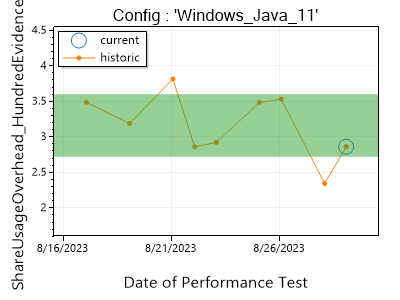 Config : 'Windows_Java_11'
current
historic
ShareUsageOverhead_HundredEvidence
4.5
4
3.5
3
2.5
2
8/16/2023
8/21/2023
8/26/2023
Date of Performance Test